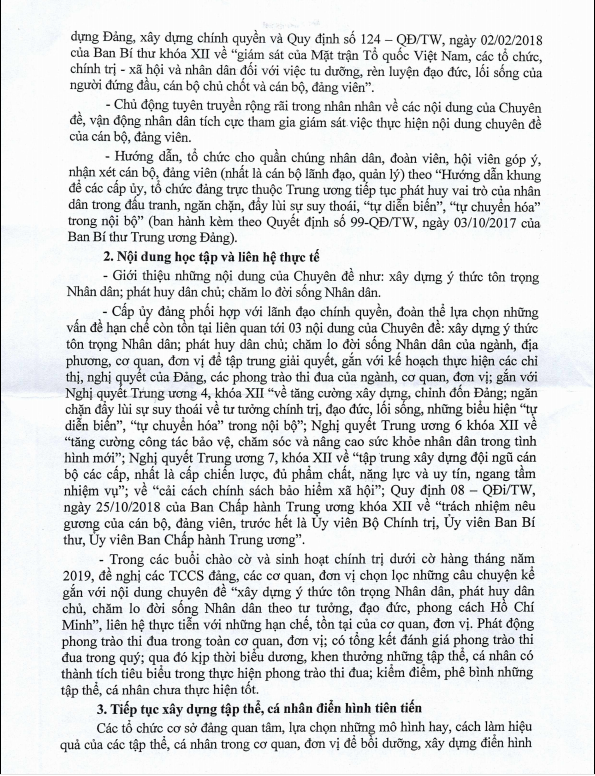 dựng Đảng, xây dựng chính quyền và Quy định số 124 – QĐ/TW, ngày 02/02/2018
của Ban Bí thư khóa XII về “giám sát của Mặt trận Tổ quốc Việt Nam, các tổ chức,
chính trị - xã hội và nhân dân đối với việc tu dưỡng, rèn luyện đạo đức, lối sống của
người đứng đầu, cán bộ chủ chốt và cán bộ, đảng viên”.
- Chủ động tuyên truyền rộng rãi trong nhân nhân về các nội dung của Chuyên
đề, vận động nhân dân tích cực tham gia giám sát việc thực hiện nội dung chuyên đề
của cán bộ, đảng viên.
- Hướng dẫn, tổ chức cho quần chúng nhân dân, đoàn viên, hội viên góp ý,
nhận xét cán bộ, đảng viên (nhất là cán bộ lãnh đạo, quản lý) theo “Hướng dẫn khung
để các cấp ủy, tổ chức đảng trực thuộc Trung ương tiếp tục phát huy vai trò của nhân
dân trong đấu tranh, ngăn chặn, đẩy lùi sự suy thoái, “tự diễn biến”, “tự chuyển hóa”
trong nội bộ” (ban hành kèm theo Quyết định số 99-QĐ/TW, ngày 03/10/2017 của
Ban Bí thư Trung ương Đảng).
2. Nội dung học tập và liên hệ thực tế
- Giới thiệu những nội dung của Chuyên đề như: xây dựng ý thức tôn trọng
Nhân dân; phát huy dân chủ; chăm lo đời sống Nhân dân.
- Cấp ủy đảng phối hợp với lãnh đạo chính quyền, đoàn thể lựa chọn những
vấn đề hạn chế còn tồn tại liên quan tới 03 nội dung của Chuyên đề: xây dựng ý thức
tôn trọng Nhân dân; phát huy dân chủ; chăm lo đời sống Nhân dân của ngành, địa
phương, cơ quan, đơn vị để tập trung giải quyết, gắn với kế hoạch thực hiện các chỉ
thị, nghị quyết của Đảng, các phong trào thi đua của ngành, cơ quan, đơn vị; gắn với
Nghị quyết Trung ương 4, khóa XII “về tăng cường xây dựng, chỉnh đốn Đảng; ngăn
chặn đẩy lùi sự suy thoái về tư tưởng chính trị, đạo đức, lối sống, những biểu hiện “tự
diễn biến”, “tự chuyển hóa” trong nội bộ”; Nghị quyết Trung ương 6 khóa XII về
“tăng cường công tác bảo vệ, chăm sóc và nâng cao sức khỏe nhân dân trong tình
hình mới”; Nghị quyết Trung ương 7, khóa XII về “tập trung xây dựng đội ngũ cán
bộ các cấp, nhất là cấp chiến lược, đủ phẩm chất, năng lực và uy tín, ngang tầm
nhiệm vụ”; về “cải cách chính sách bảo hiểm xã hội”; Quy định 08 – QĐi/TW,
ngày 25/10/2018 của Ban Chấp hành Trung ương khóa XII về “trách nhiệm nêu
gương của cán bộ, đảng viên, trước hết là Ủy viên Bộ Chính trị, Ủy viên Ban Bí
thư, Ủy viên Ban Chấp hành Trung ương”.
- Trong các buổi chào cờ và sinh hoạt chính trị dưới cờ hàng tháng năm
2019, đề nghị các TCCS đảng, các cơ quan, đơn vị chọn lọc những câu chuyện kể
gắn với nội dung chuyên đề “xây dựng ý thức tôn trọng Nhân dân, phát huy dân
chủ, chăm lo đời sống Nhân dân theo tư tưởng, đạo đức, phong cách Hồ Chí
Minh”, liên hệ thực tiễn với những hạn chế, tồn tại của cơ quan, đơn vị. Phát động
phong trào thi đua trong toàn cơ quan, đơn vị; có tổng kết đánh giá phong trào thi
đua trong quý; qua đó kịp thời biểu dương, khen thưởng những tập thể, cá nhân có
thành tích tiêu biểu trong thực hiện phong trào thi đua; kiểm điểm, phê bình những
tập thể, cá nhân chưa thực hiện tốt.
3. Tiếp tục xây dựng tập thể, cá nhân điển hình tiên tiến
Các tổ chức cơ sở đảng quan tâm, lựa chọn những mô hình hay, cách làm hiệu
quả của các tập thể, cá nhân trong cơ quan, đơn vị để bồi dưỡng, xây dựng điển hình